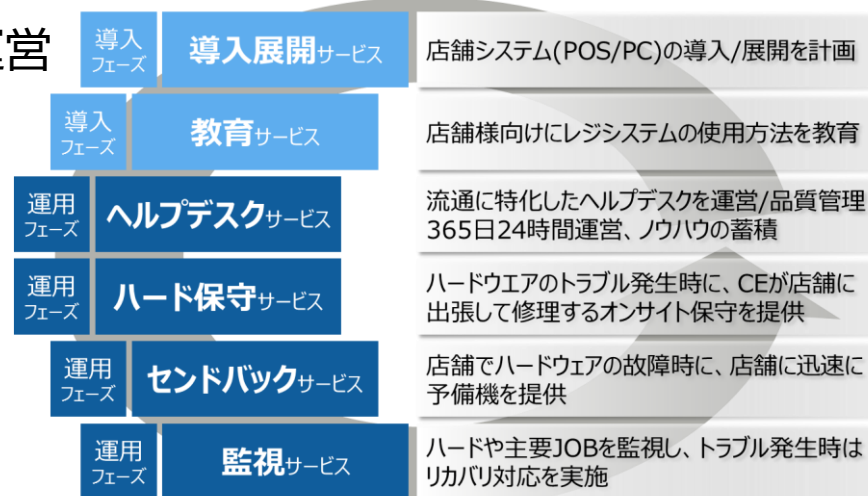 営
導入
フェーズ
導入展開サービス
店舗システム(POS/PC)の導入/展開を計画
導入
フェーズ
教育サービス
店舗様向けにレジシステムの使用方法を教育
運用
フェーズ
ヘルプデスクサービス
流通に特化したヘルプデスクを運営/品質管理
365日24時間運営、ノウハウの蓄積
運用
フェーズ
ハード保守サービス
ハードウエアのトラブル発生時に、CEが店舗に
出張して修理するオンサイト保守を提供
運用
フェーズ
センドバックサービス
店舗でハードウェアの故障時に、店舗に迅速に
予備機を提供
運用
フェーズ
監視サービス
ハードや主要JOBを監視し、トラブル発生時は
リカバリ対応を実施